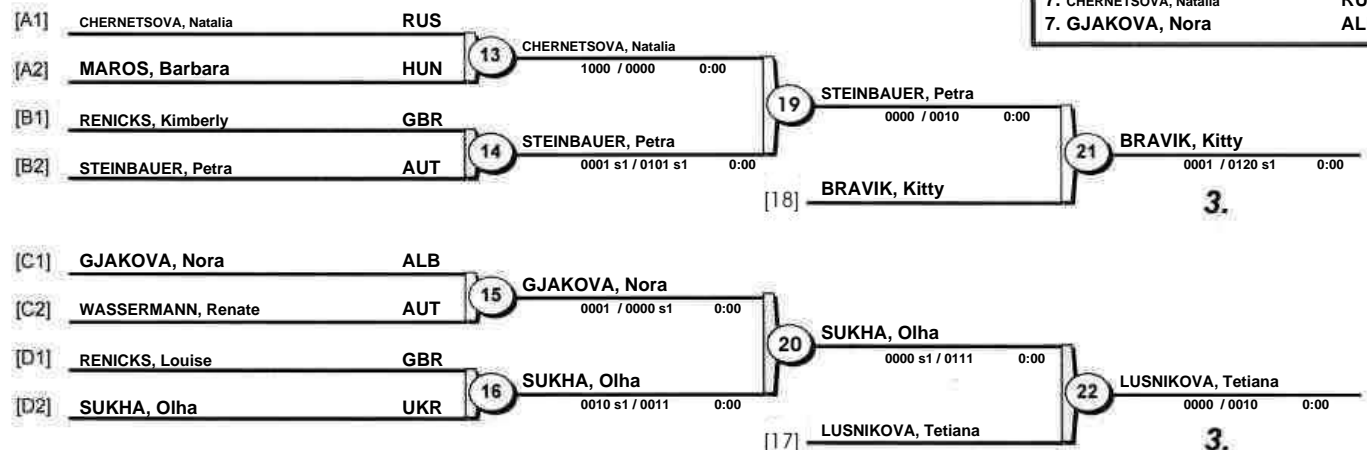 7. CHERNETSOVA, Natalia
7. GJAKOVA, Nora AL
[A1] CHERNETSOVA, Natalia RUS
13 CHERNETSOVA, Natalia
1000 / 0000 0:00
[A2] MAROS, Barbara HUN
19 STEINBAUER, Petra
0000 / 0010 0:00
[B1] RENICKS, Kimberly GBR
14 STEINBAUER, Petra
0001 s1 / 0101 s1 0:00
[B2] STEINBAUER, Petra AUT
21 BRAVIK, Kitty
0001 / 0120 s1 0:00
[18] BRAVIK, Kitty
3.
[C1] GJAKOVA, Nora ALB
15 GJAKOVA, Nora
0001 / 0000 s1 0:00
[C2] WASSERMANN, Renate AUT
20 SUKHA, Olha
0000 s1 / 0111 0:00
[D1] RENICKS, Louise GBR
16 SUKHA, Olha
0010 s1 / 0011 0:00
[D2] SUKHA, Olha UKR
22 LUSNIKOVA, Tetiana
0000 / 0010 0:00
[17] LUSNIKOVA, Tetiana
3.